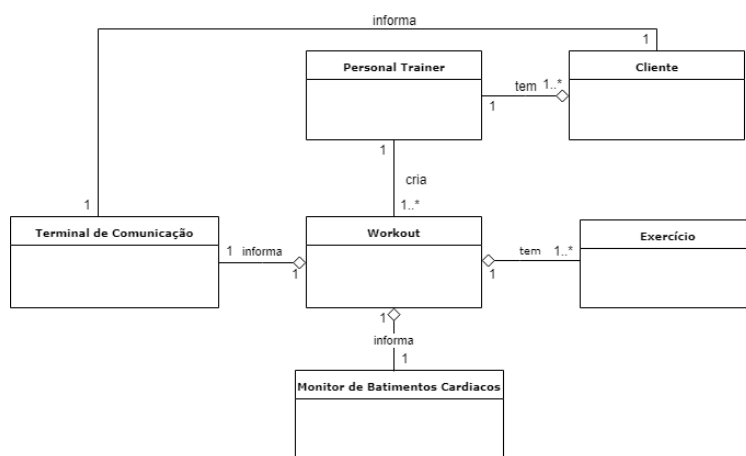 informa
1
Personal Trainer
Cliente
tem
1..*
1
1
cria
1
1..*
Terminal de Comunicação
Workout
Exercício
1
informa
1
tem
1..*
1
1
informa
1
Monitor de Batimentos Cardiacos